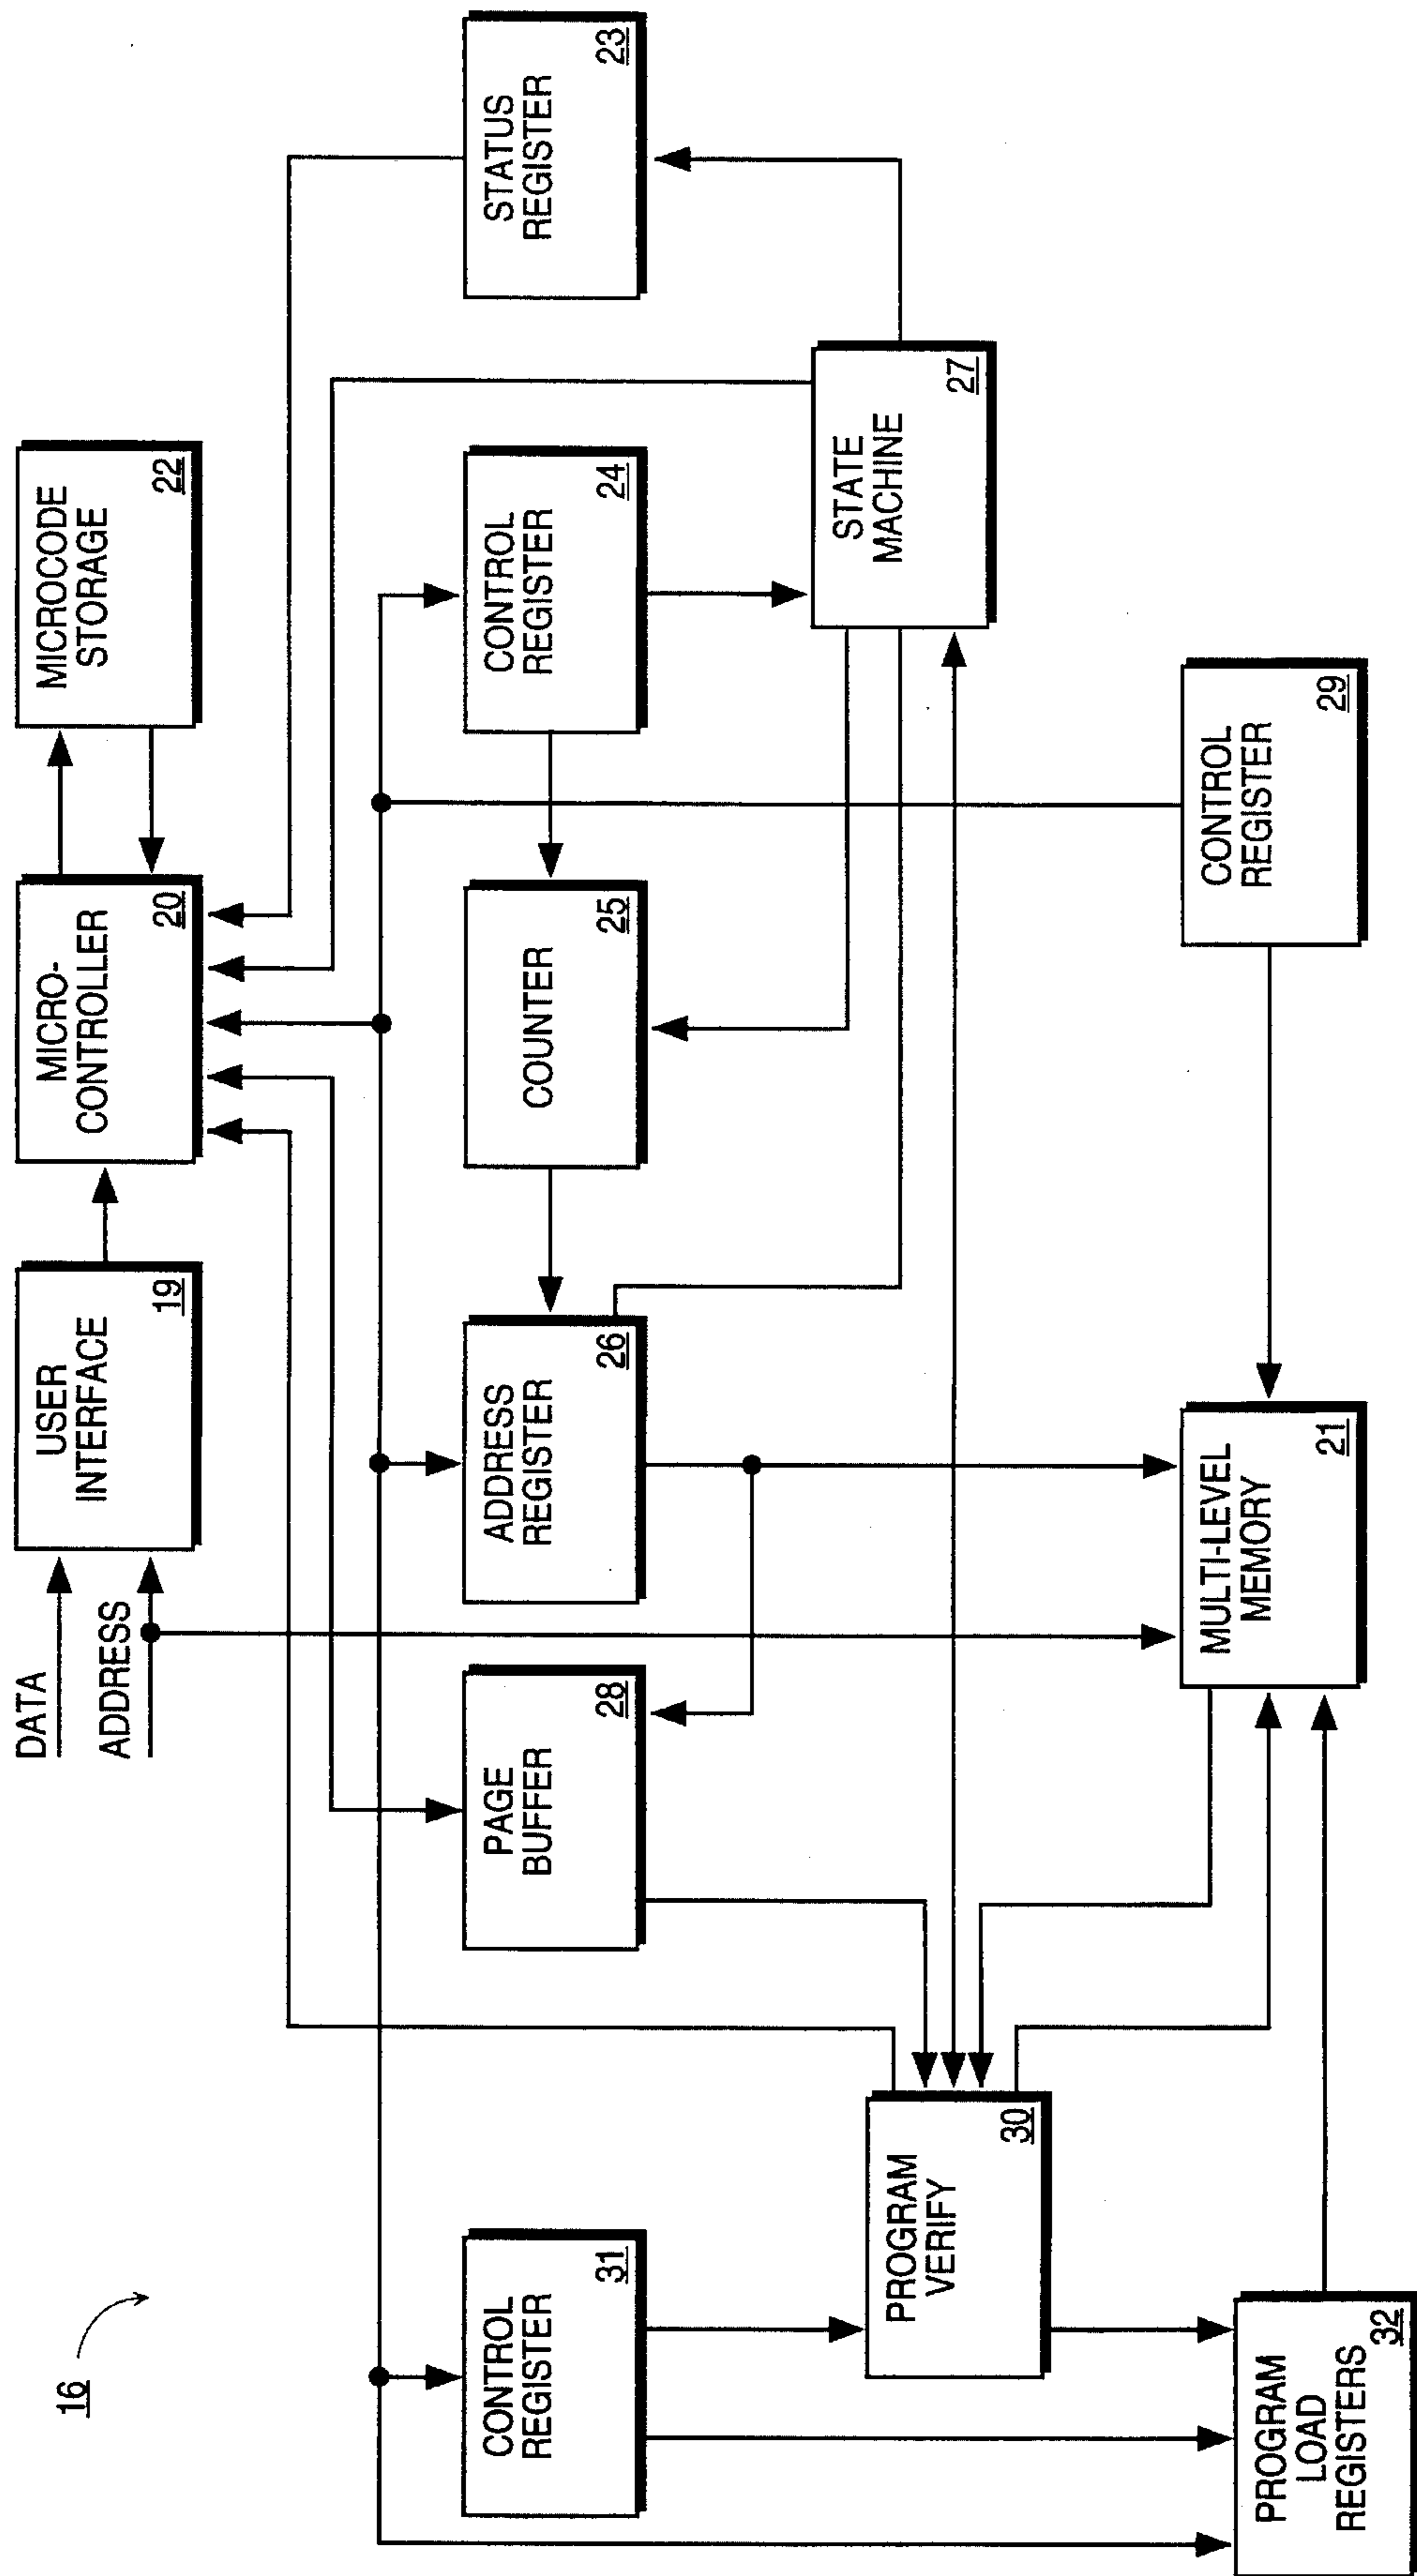 16
DATA
ADDRESS
USER
INTERFACE
19
MICRO-
CONTROLLER
20
MICROCODE
STORAGE
22
CONTROL
REGISTER
31
PAGE
BUFFER
28
ADDRESS
REGISTER
26
COUNTER
25
CONTROL
REGISTER
24
STATUS
REGISTER
23
PROGRAM
VERIFY
30
STATE
MACHINE
27
PROGRAM
LOAD
REGISTERS
32
MULTI-LEVEL
MEMORY
21
CONTROL
REGISTER
29